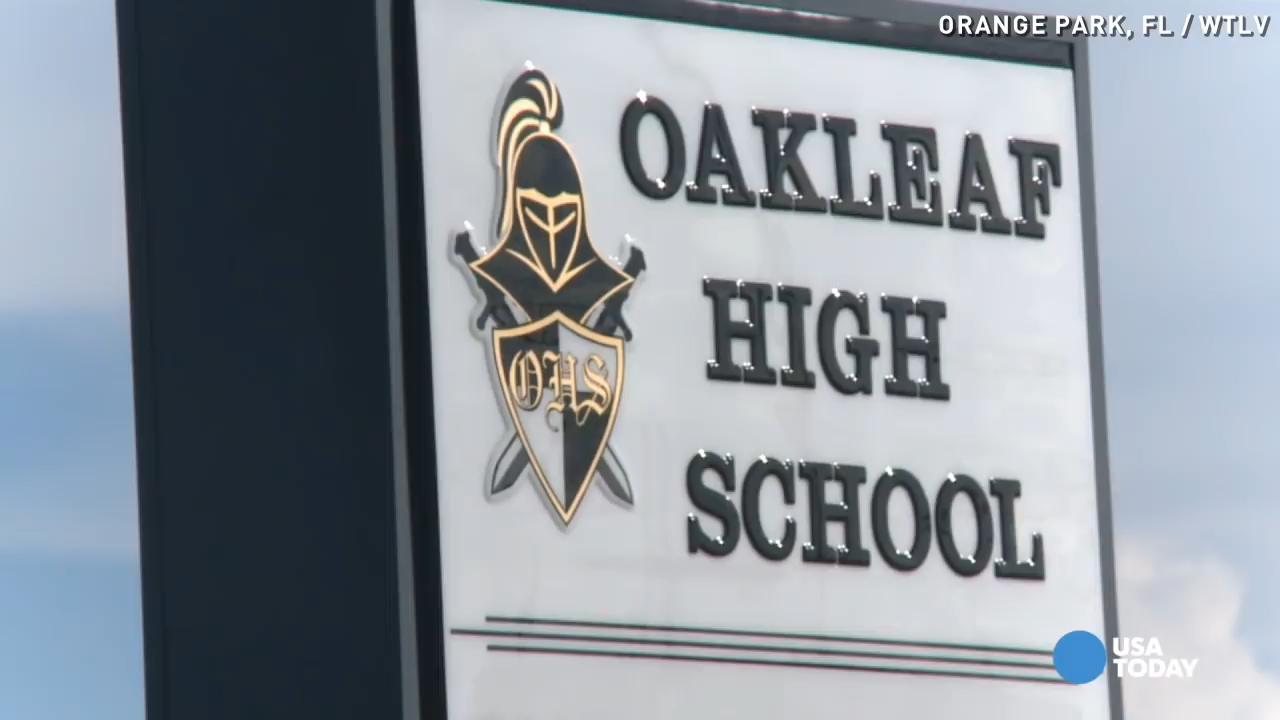 ORANGE PARK, FL / WTLV
OAKLEAF
HIGH
SCHOOL
OHS
USA
TODAY